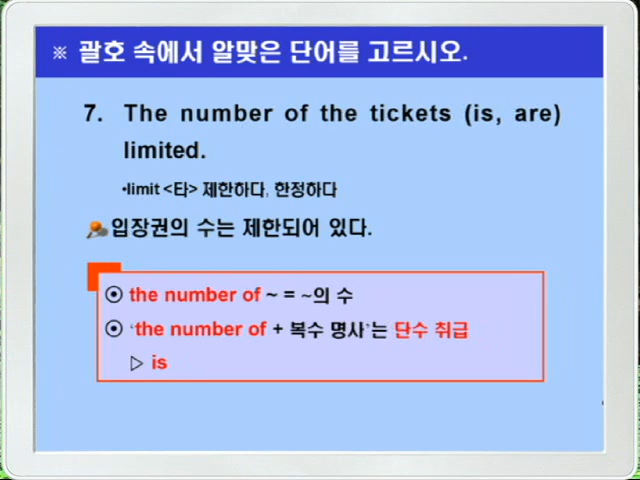 ※ 괄호 속에서 알맞은 단어를 고르시오.
7. The number of the tickets (is, are)
limited.
•limit <타> 제한하다, 한정하다
입장권의 수는 제한되어 있다.
⊙ the number of ~ = ~의 수
⊙ ‘the number of + 복수 명사’는 단수 취급
▷ is